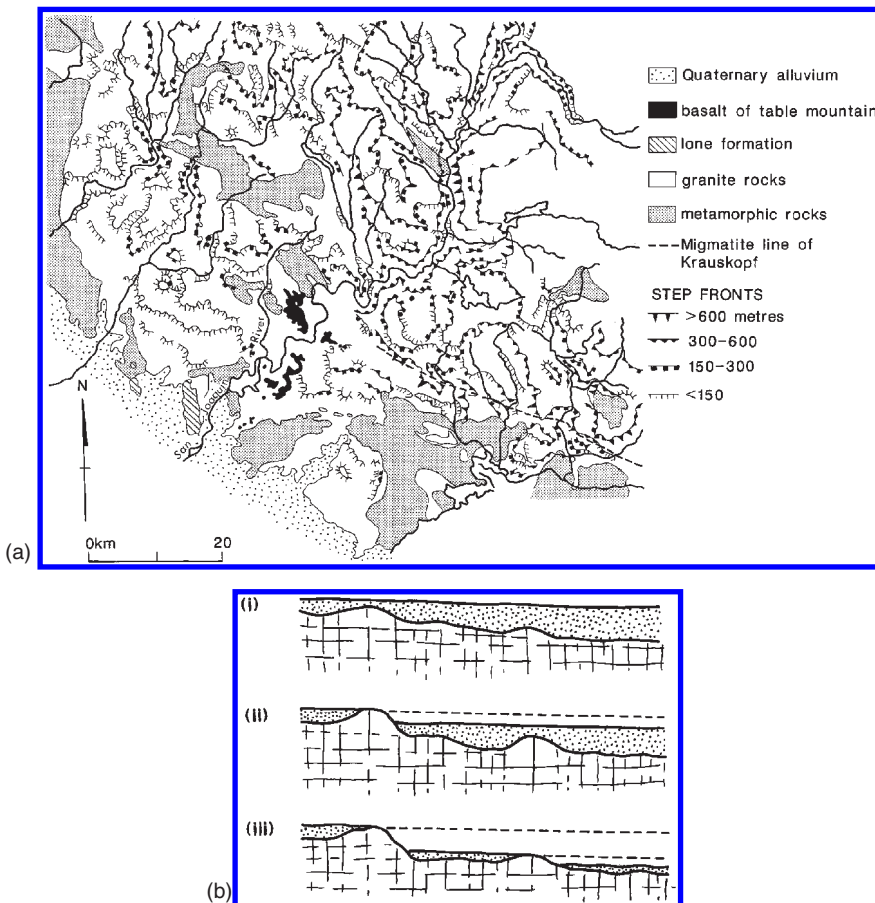 Quaternary alluvium
basalt of table mountain
Ione formation
granite rocks
metamorphic rocks
Migmatite line of
Krauskopf
STEP FRONTS
>600 metres
300–600
150–300
<150
River
N
0km 20
(a)
(i)
(ii)
(iii)
(b)